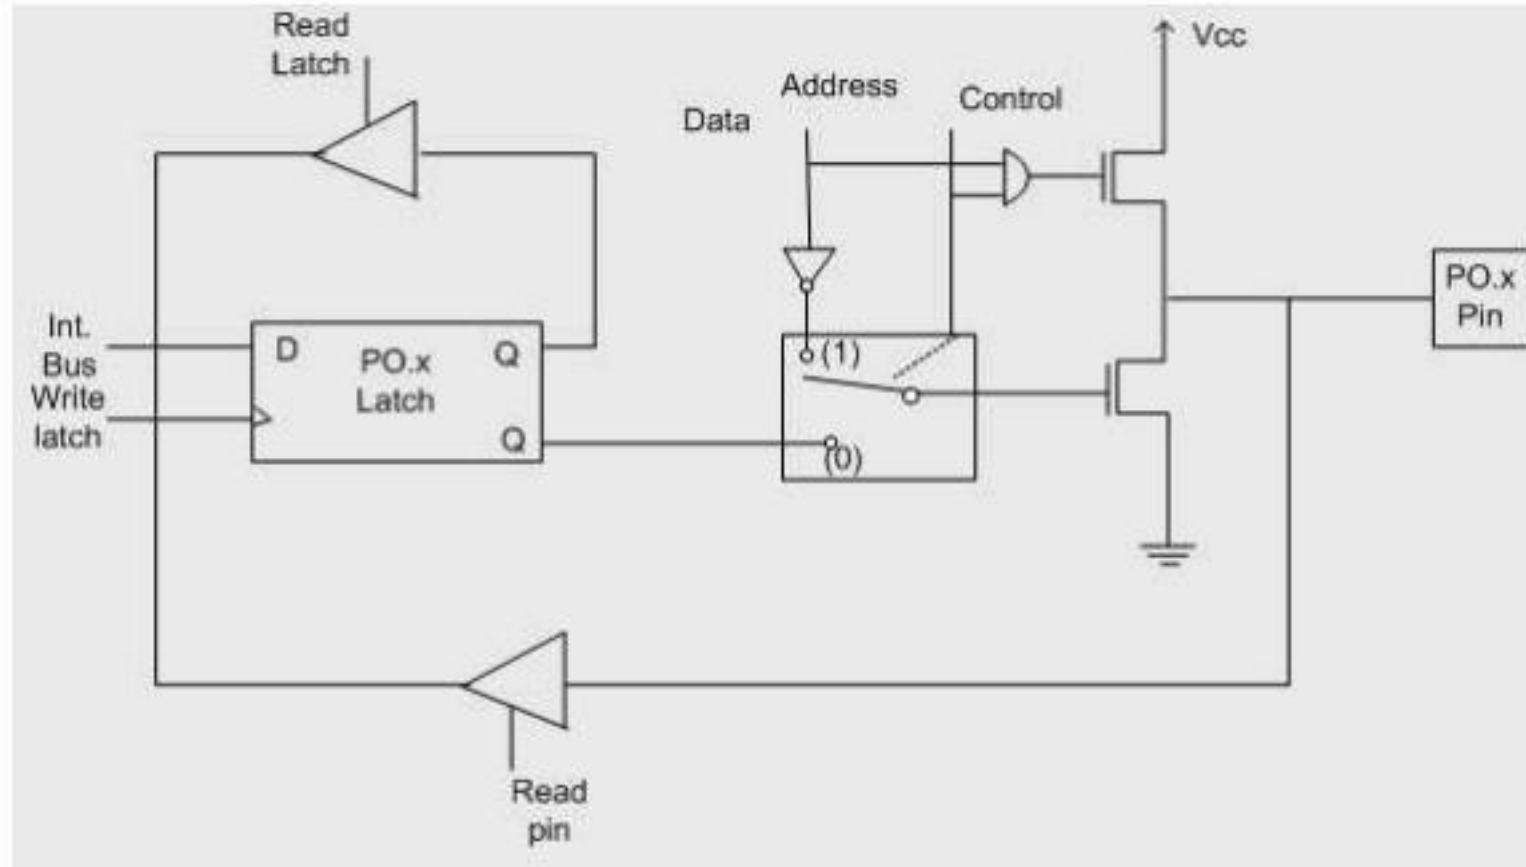 Read
Latch
Vcc
Address
Control
Data
Int.
Bus
Write
latch
D
PO.x
Latch
Q
Q
(1)
(0)
PO.x
Pin
Read
pin